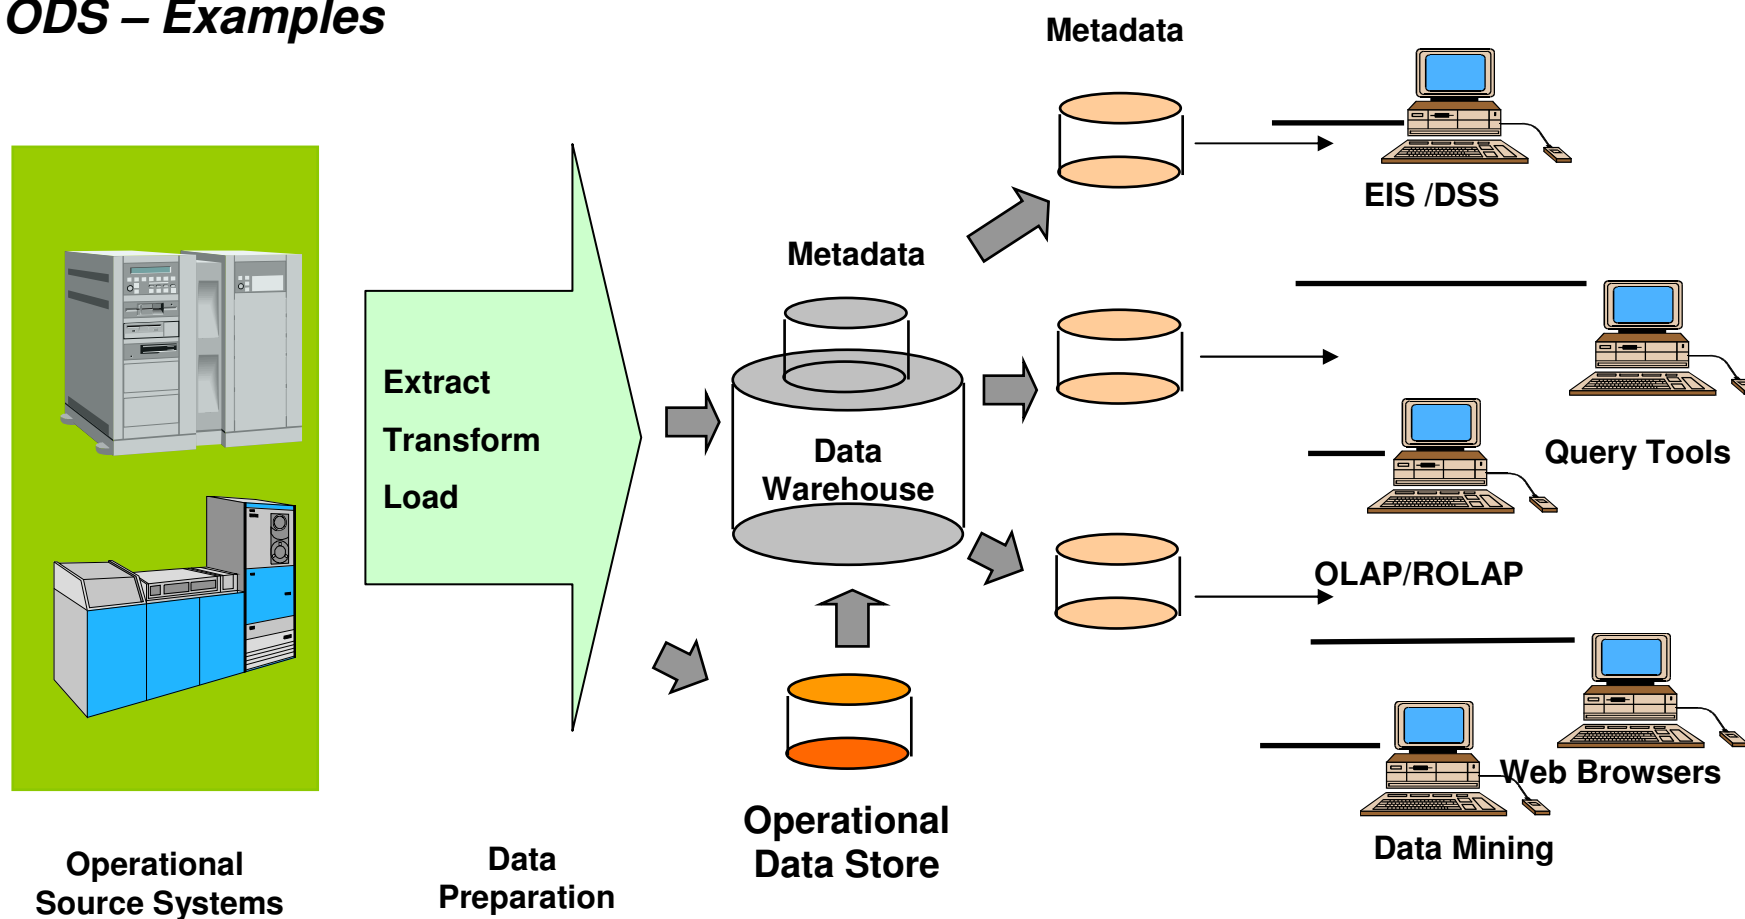 ODS – Examples
Metadata
EIS /DSS
Metadata
Extract
Transform
Load
Data
Warehouse
Query Tools
OLAP/ROLAP
Web Browsers
Operational
Data Store
Data Mining
Operational
Source Systems
Data
Preparation